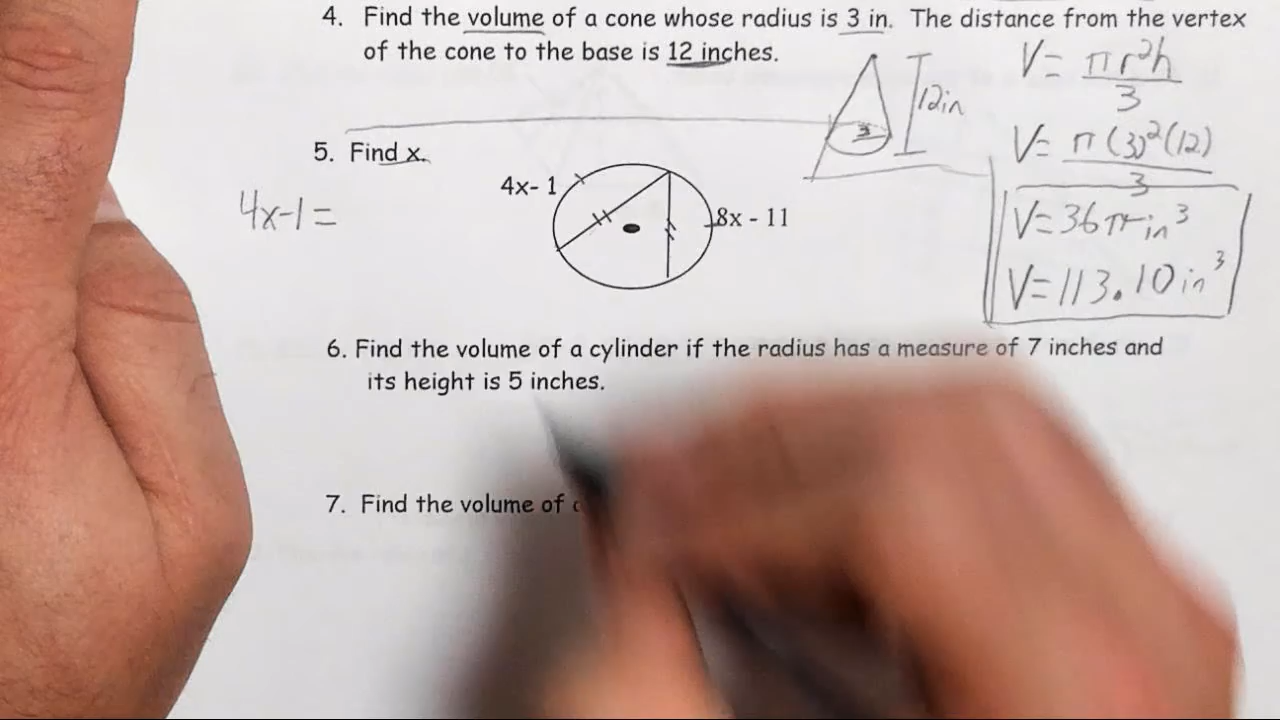 4. Find the volume of a cone whose radius is 3 in. The distance from the vertex
of the cone to the base is 12 inches.
V = πr²h
3
12in
3
V = π(3)²(12)
3
V = 36π in³
V = 113.10 in³
5. Find x.
4x- 1
8x - 11
4x-1 =
6. Find the volume of a cylinder if the radius has a measure of 7 inches and
its height is 5 inches.
7. Find the volume of